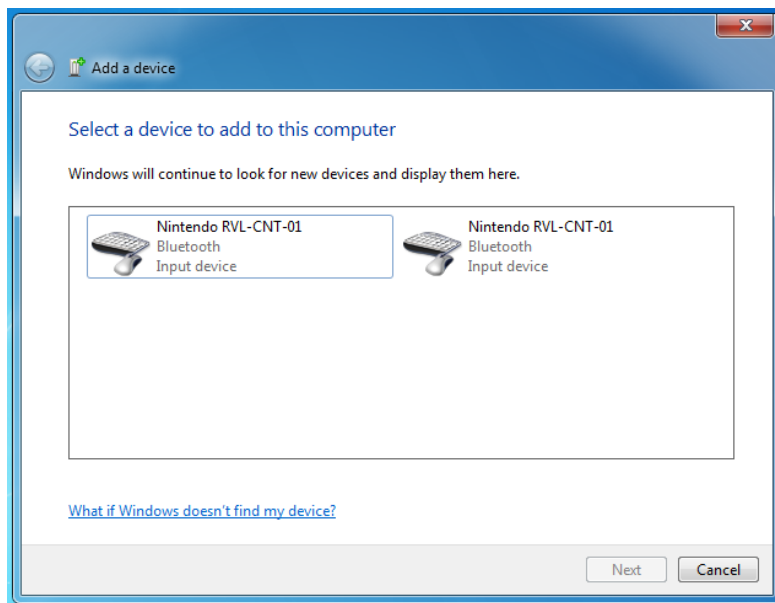 Add a device
Select a device to add to this computer
Windows will continue to look for new devices and display them here.
Nintendo RVL-CNT-01
Bluetooth
Input device
Nintendo RVL-CNT-01
Bluetooth
Input device
What if Windows doesn't find my device?
Next
Cancel